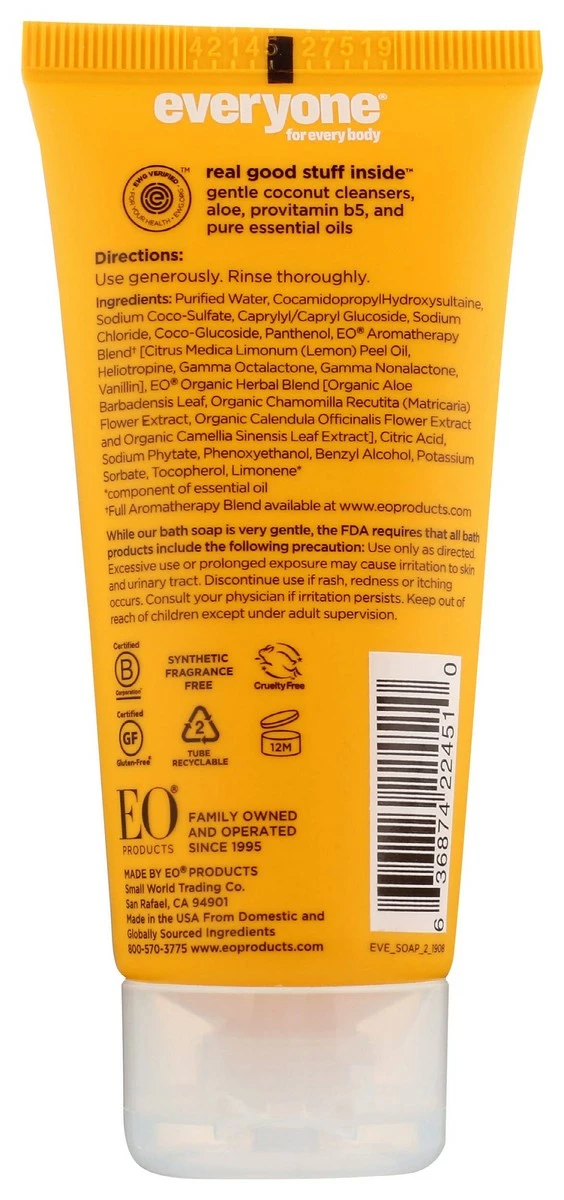 42145 27519
everyone®
for every body
EWG VERIFIED™
FOR YOUR HEALTH • EWG.ORG
real good stuff inside™
gentle coconut cleansers,
aloe, provitamin b5, and
pure essential oils
Directions:
Use generously. Rinse thoroughly.
Ingredients: Purified Water, CocamidopropylHydroxysultaine,
Sodium Coco-Sulfate, Caprylyl/Capryl Glucoside, Sodium
Chloride, Coco-Glucoside, Panthenol, EO® Aromatherapy
Blend† [Citrus Medica Limonum (Lemon) Peel Oil,
Heliotropine, Gamma Octalactone, Gamma Nonalactone,
Vanillin], EO® Organic Herbal Blend [Organic Aloe
Barbadensis Leaf, Organic Chamomilla Recutita (Matricaria)
Flower Extract, Organic Calendula Officinalis Flower Extract
and Organic Camellia Sinensis Leaf Extract], Citric Acid,
Sodium Phytate, Phenoxyethanol, Benzyl Alcohol, Potassium
Sorbate, Tocopherol, Limonene*
*component of essential oil
†Full Aromatherapy Blend available at www.eoproducts.com
While our bath soap is very gentle, the FDA requires that all bath
products include the following precaution: Use only as directed.
Excessive use or prolonged exposure may cause irritation to skin
and urinary tract. Discontinue use if rash, redness or itching
occurs. Consult your physician if irritation persists. Keep out of
reach of children except under adult supervision.
Certified
B
Corporation
SYNTHETIC
FRAGRANCE
FREE
Cruelty Free
Certified
GF
Gluten-Free®
2
TUBE
RECYCLABLE
12M
EO®
PRODUCTS
FAMILY OWNED
AND OPERATED
SINCE 1995
MADE BY EO® PRODUCTS
Small World Trading Co.
San Rafael, CA 94901
Made in the USA From Domestic and
Globally Sourced Ingredients
800-570-3775 www.eoproducts.com
6 36874 22451 0
EVE_SOAP_2_1908